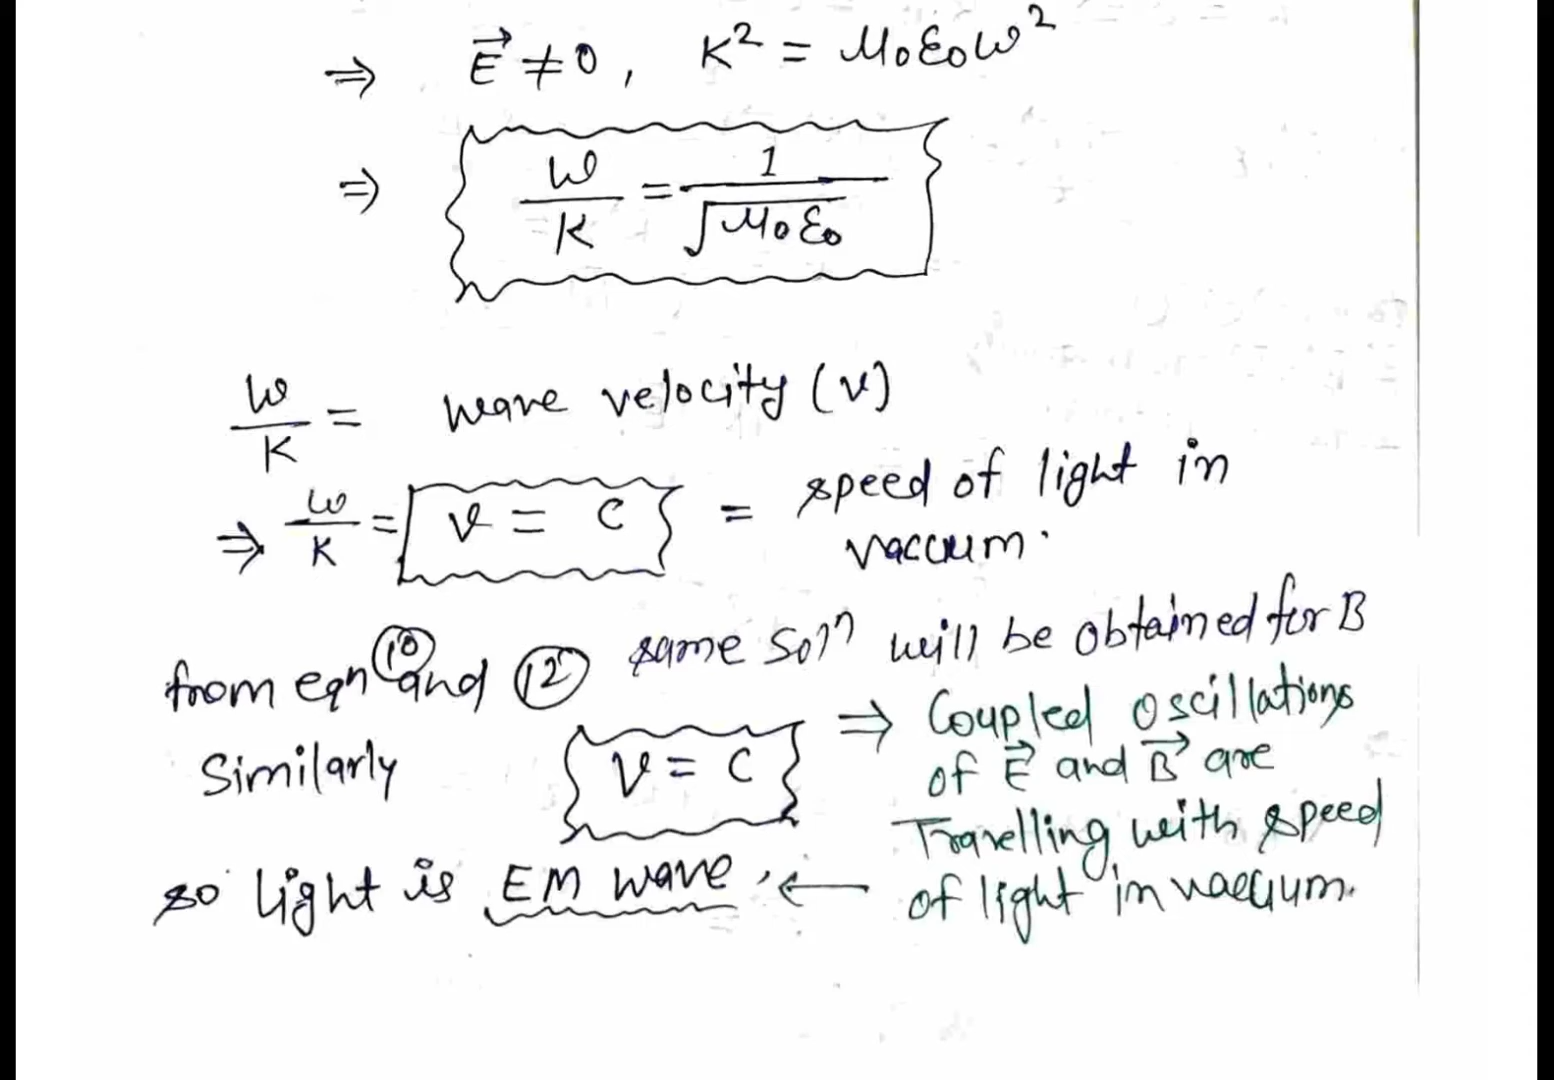 ⇒ E⃗ ≠ 0, K² = μ₀ε₀ω²
⇒ ω/K = 1/√μ₀ε₀
ω/K = wave velocity (v)
⇒ ω/K = v = c = speed of light in
vaccum.
from eqn ⑩ and ⑫ same solⁿ will be obtained for B
Similarly v = c ⇒ Coupled oscillations
of E⃗ and B⃗ are
Travelling with speed
so light is EM wave. ← of light in vaccum.